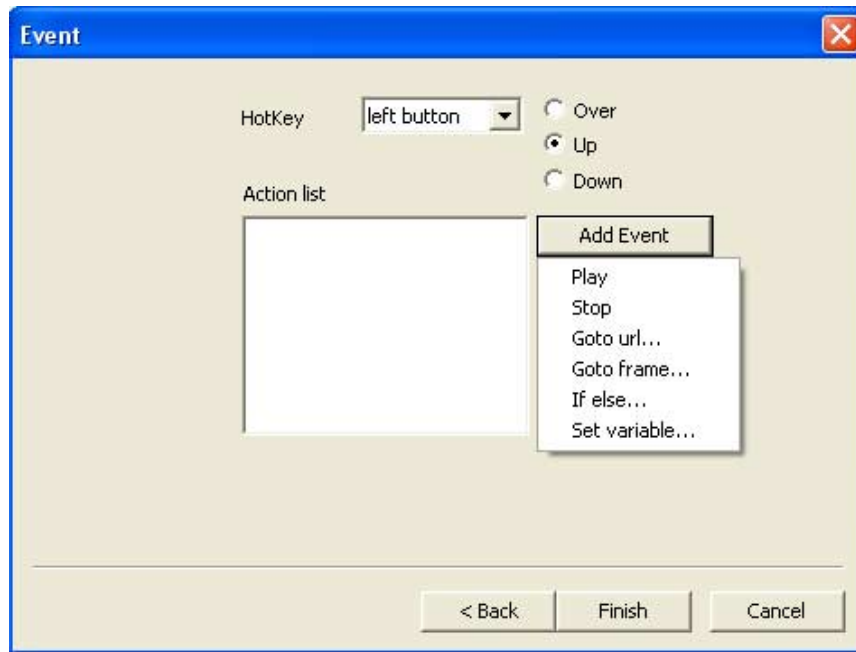 Event
HotKey
left button
Over
Up
Down
Action list
Add Event
Play
Stop
Goto url...
Goto frame...
If else...
Set variable...
< Back
Finish
Cancel